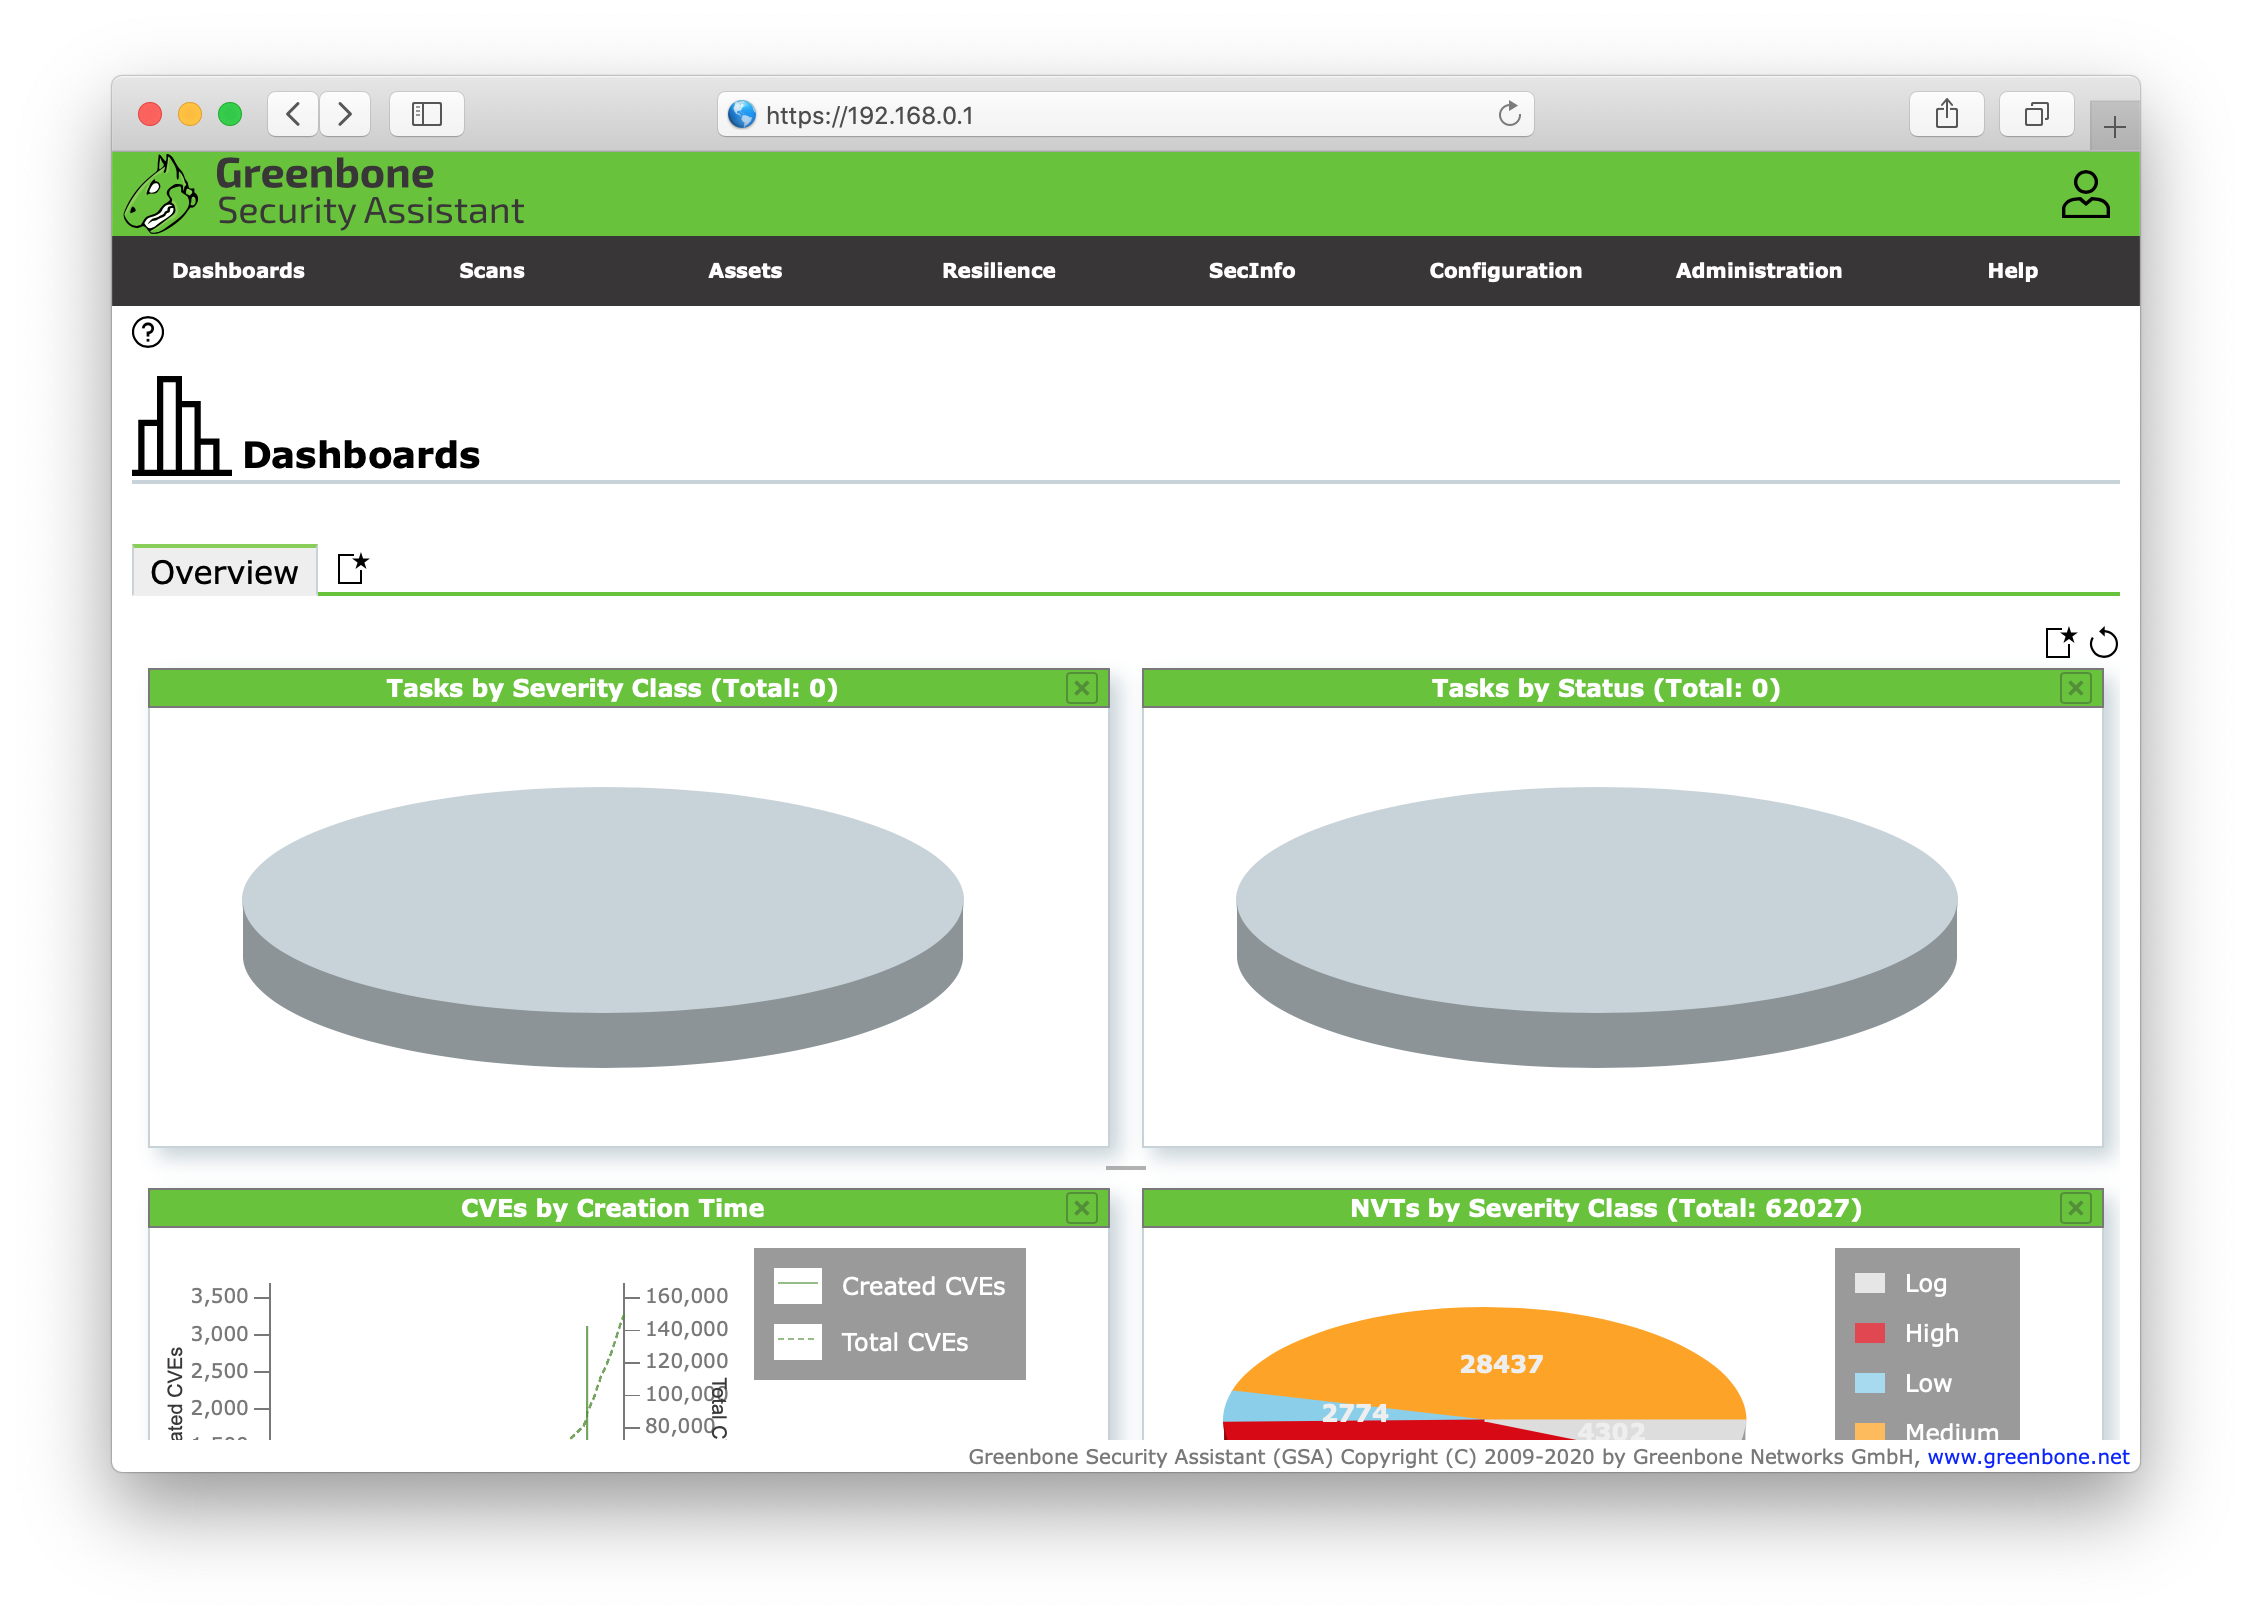 https://192.168.0.1
Greenbone
Security Assistant
Dashboards Scans Assets Resilience SecInfo Configuration Administration Help
?
Dashboards
Overview
Tasks by Severity Class (Total: 0)
Tasks by Status (Total: 0)
CVEs by Creation Time
3,500
3,000
2,500
2,000
160,000
140,000
120,000
100,000
80,000
Total C
Created CVEs
Total CVEs
NVTs by Severity Class (Total: 62027)
28437
2774
4302
Log
High
Low
Medium
Greenbone Security Assistant (GSA) Copyright (C) 2009-2020 by Greenbone Networks GmbH, www.greenbone.net